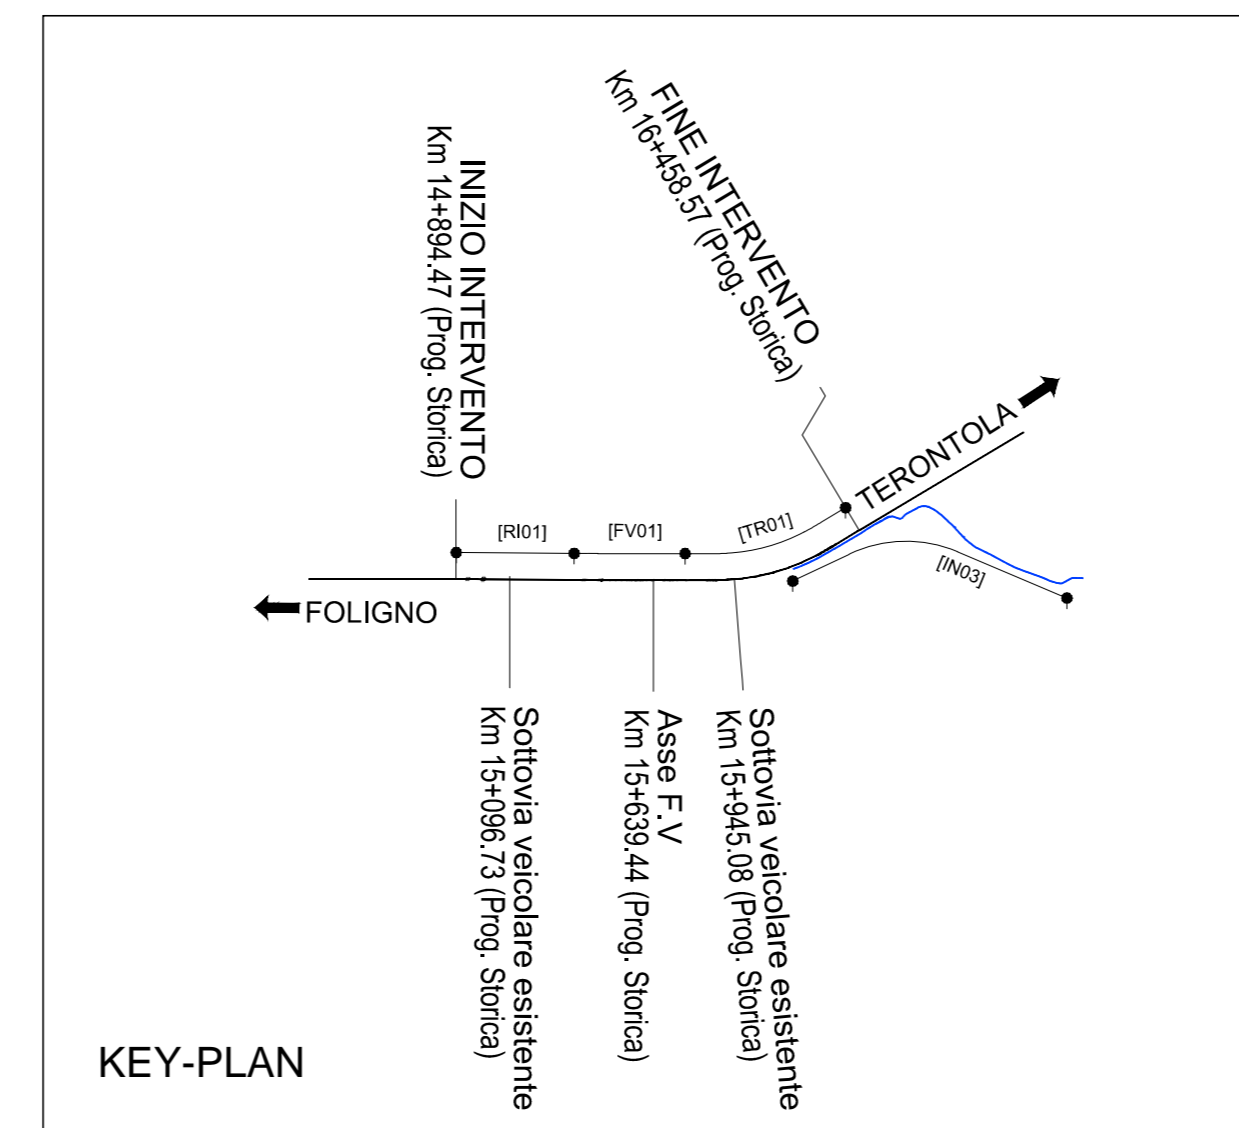 INIZIO INTERVENTO
Km 14+894.47 (Prog. Storica)
FINE INTERVENTO
Km 16+458.57 (Prog. Storica)
TERONTOLA
[RI01]
[FV01]
[TR01]
[IN03]
FOLIGNO
Sottovia veicolare esistente
Km 15+096.73 (Prog. Storica)
Asse F.V
Km 15+639.44 (Prog. Storica)
Sottovia veicolare esistente
Km 15+945.08 (Prog. Storica)
KEY-PLAN